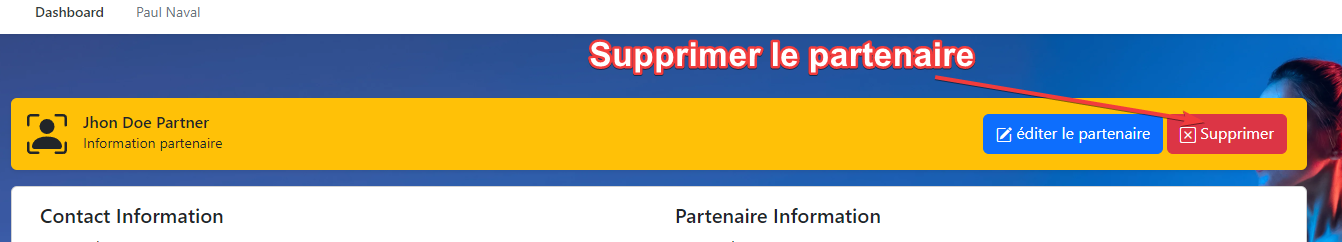 Dashboard Paul Naval
Supprimer le partenaire
Jhon Doe Partner
Information partenaire
éditer le partenaire Supprimer
Contact Information Partenaire Information